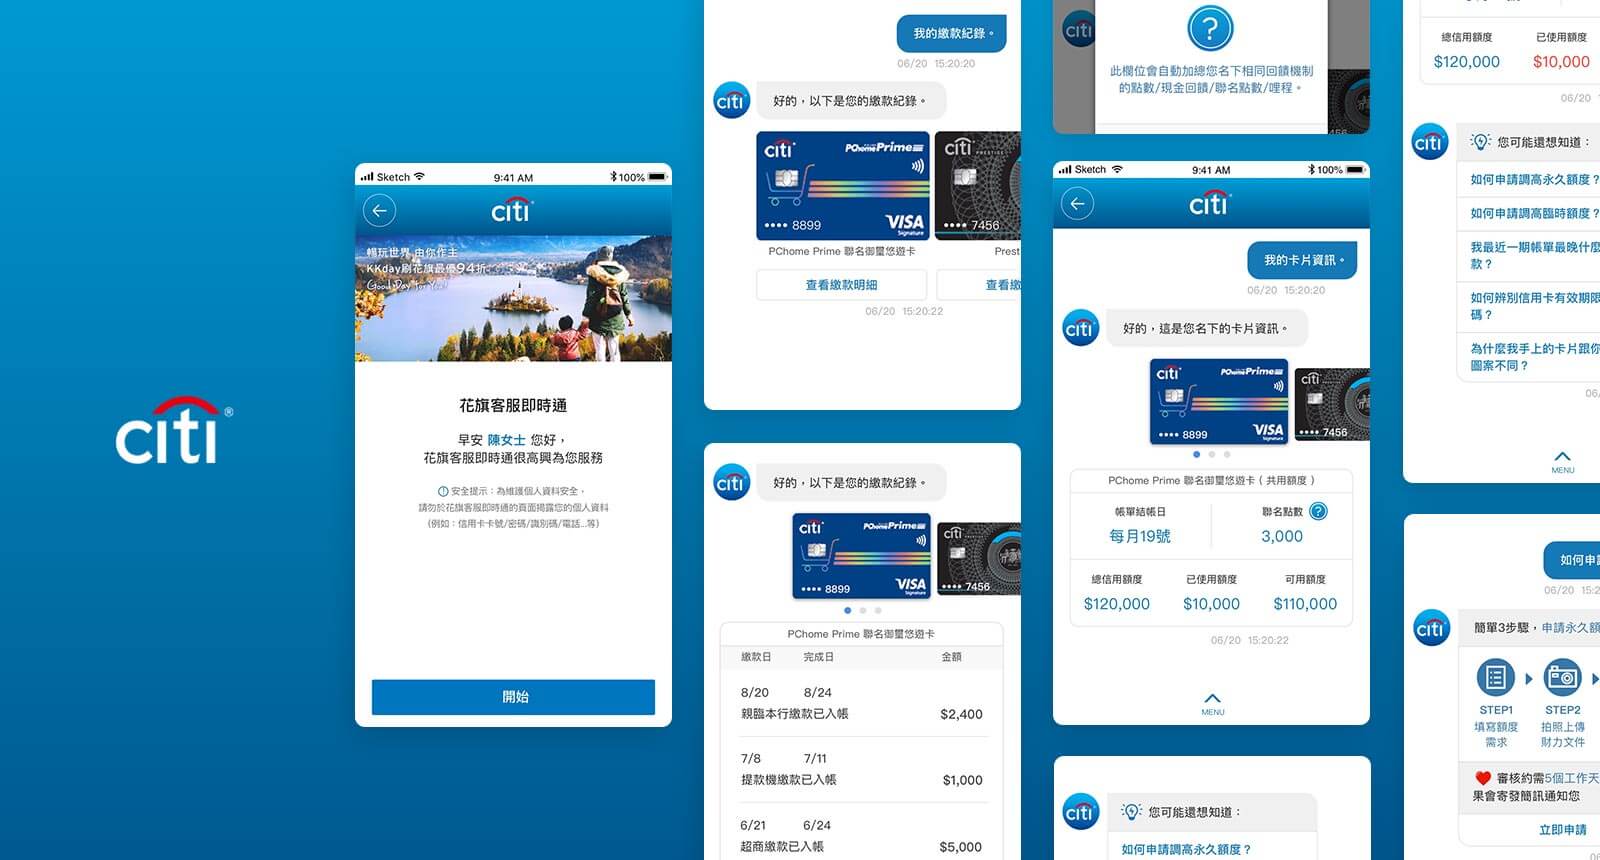 citi®
Sketch 9:41 AM 100%
citi
暢玩世界 由你作主
KKday刷花旗最優94折
Good Day for You!
花旗客服即時通
早安 陳女士 您好，
花旗客服即時通很高興為您服務
安全提示：為維護個人資料安全，
請勿於花旗客服即時通的頁面揭露您的個人資料
(例如：信用卡卡號/密碼/識別碼/電話...等)
開始
我的繳款紀錄。
06/20 15:20:20
citi
好的，以下是您的繳款紀錄。
citi PChome Prime
•••• 8899 VISA
Signature
citi PRESTIGE
•••• 7456
PChome Prime 聯名御璽悠遊卡
Prest
查看繳款明細
查看繳
06/20 15:20:22
citi
好的，以下是您的繳款紀錄。
citi PChome Prime
•••• 8899 VISA
Signature
citi
•••• 7456
PChome Prime 聯名御璽悠遊卡
繳款日 完成日 金額
8/20 8/24
親臨本行繳款已入帳 $2,400
7/8 7/11
提款機繳款已入帳 $1,000
6/21 6/24
超商繳款已入帳 $5,000
citi
?
此欄位會自動加總您名下相同回饋機制
的點數/現金回饋/聯名點數/哩程。
Sketch 9:41 AM 100%
citi
我的卡片資訊。
06/20 15:20:20
citi
好的，這是您名下的卡片資訊。
citi PChome Prime
•••• 8899 VISA
Signature
citi
•••• 7456
PChome Prime 聯名御璽悠遊卡 ( 共用額度 )
帳單結帳日 聯名點數 ?
每月19號 3,000
總信用額度 已使用額度 可用額度
$120,000 $10,000 $110,000
06/20 15:20:22
MENU
citi
您可能還想知道：
如何申請調高永久額度？
總信用額度 已使用額度
$120,000 $10,000
06/20
citi
您可能還想知道：
如何申請調高永久額度？
如何申請調高臨時額度？
我最近一期帳單最晚什麼
款？
如何辨別信用卡有效期限
碼？
為什麼我手上的卡片跟你
圖案不同？
06/
MENU
如何申請
06/20 15:2
citi
簡單3步驟，申請永久額
STEP1 STEP2
填寫額度 拍照上傳
需求 財力文件
審核約需5個工作天
果會寄發簡訊通知您
立即申請